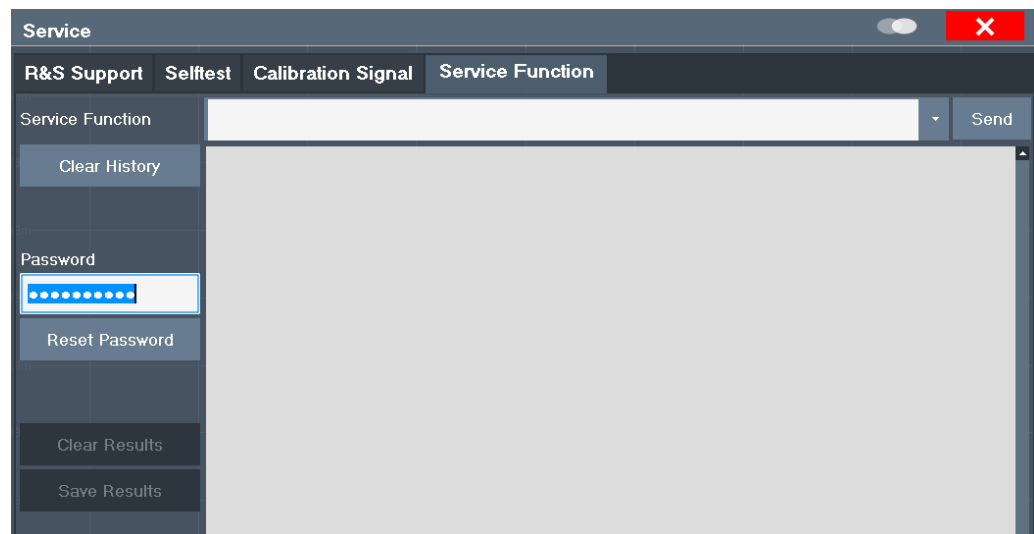 Service
R&S Support Selftest Calibration Signal Service Function
Service Function
Send
Clear History
Password
••••••••••
Reset Password
Clear Results
Save Results